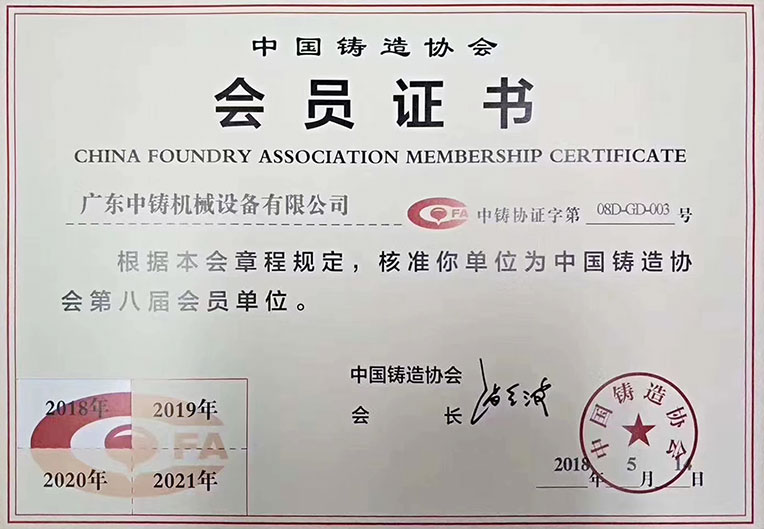 中国铸造协会
会员证书
CHINA FOUNDRY ASSOCIATION MEMBERSHIP CERTIFICATE
广东中铸机械设备有限公司 FA 中铸协证字第 08D-GD-003 号
根据本会章程规定，核准你单位为中国铸造协
会第八届会员单位。
中国铸造协会
会 长
中国铸造协会
2018 年 5 月 14 日
2018年 2019年
FA
2020年 2021年